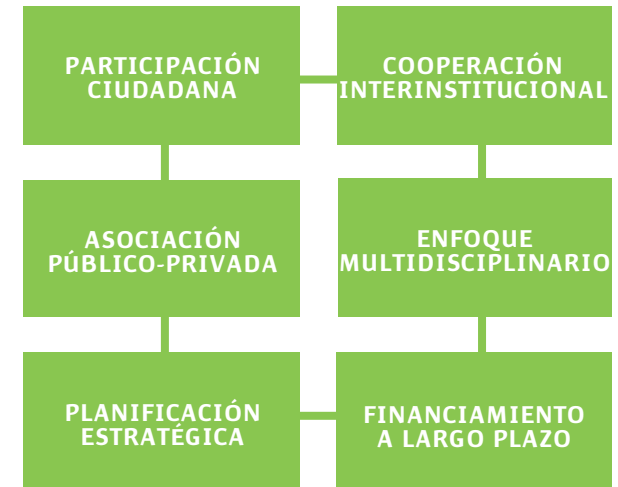 PARTICIPACIÓN
CIUDADANA
COOPERACIÓN
INTERINSTITUCIONAL
ASOCIACIÓN
PÚBLICO-PRIVADA
ENFOQUE
MULTIDISCIPLINARIO
PLANIFICACIÓN
ESTRATÉGICA
FINANCIAMIENTO
A LARGO PLAZO